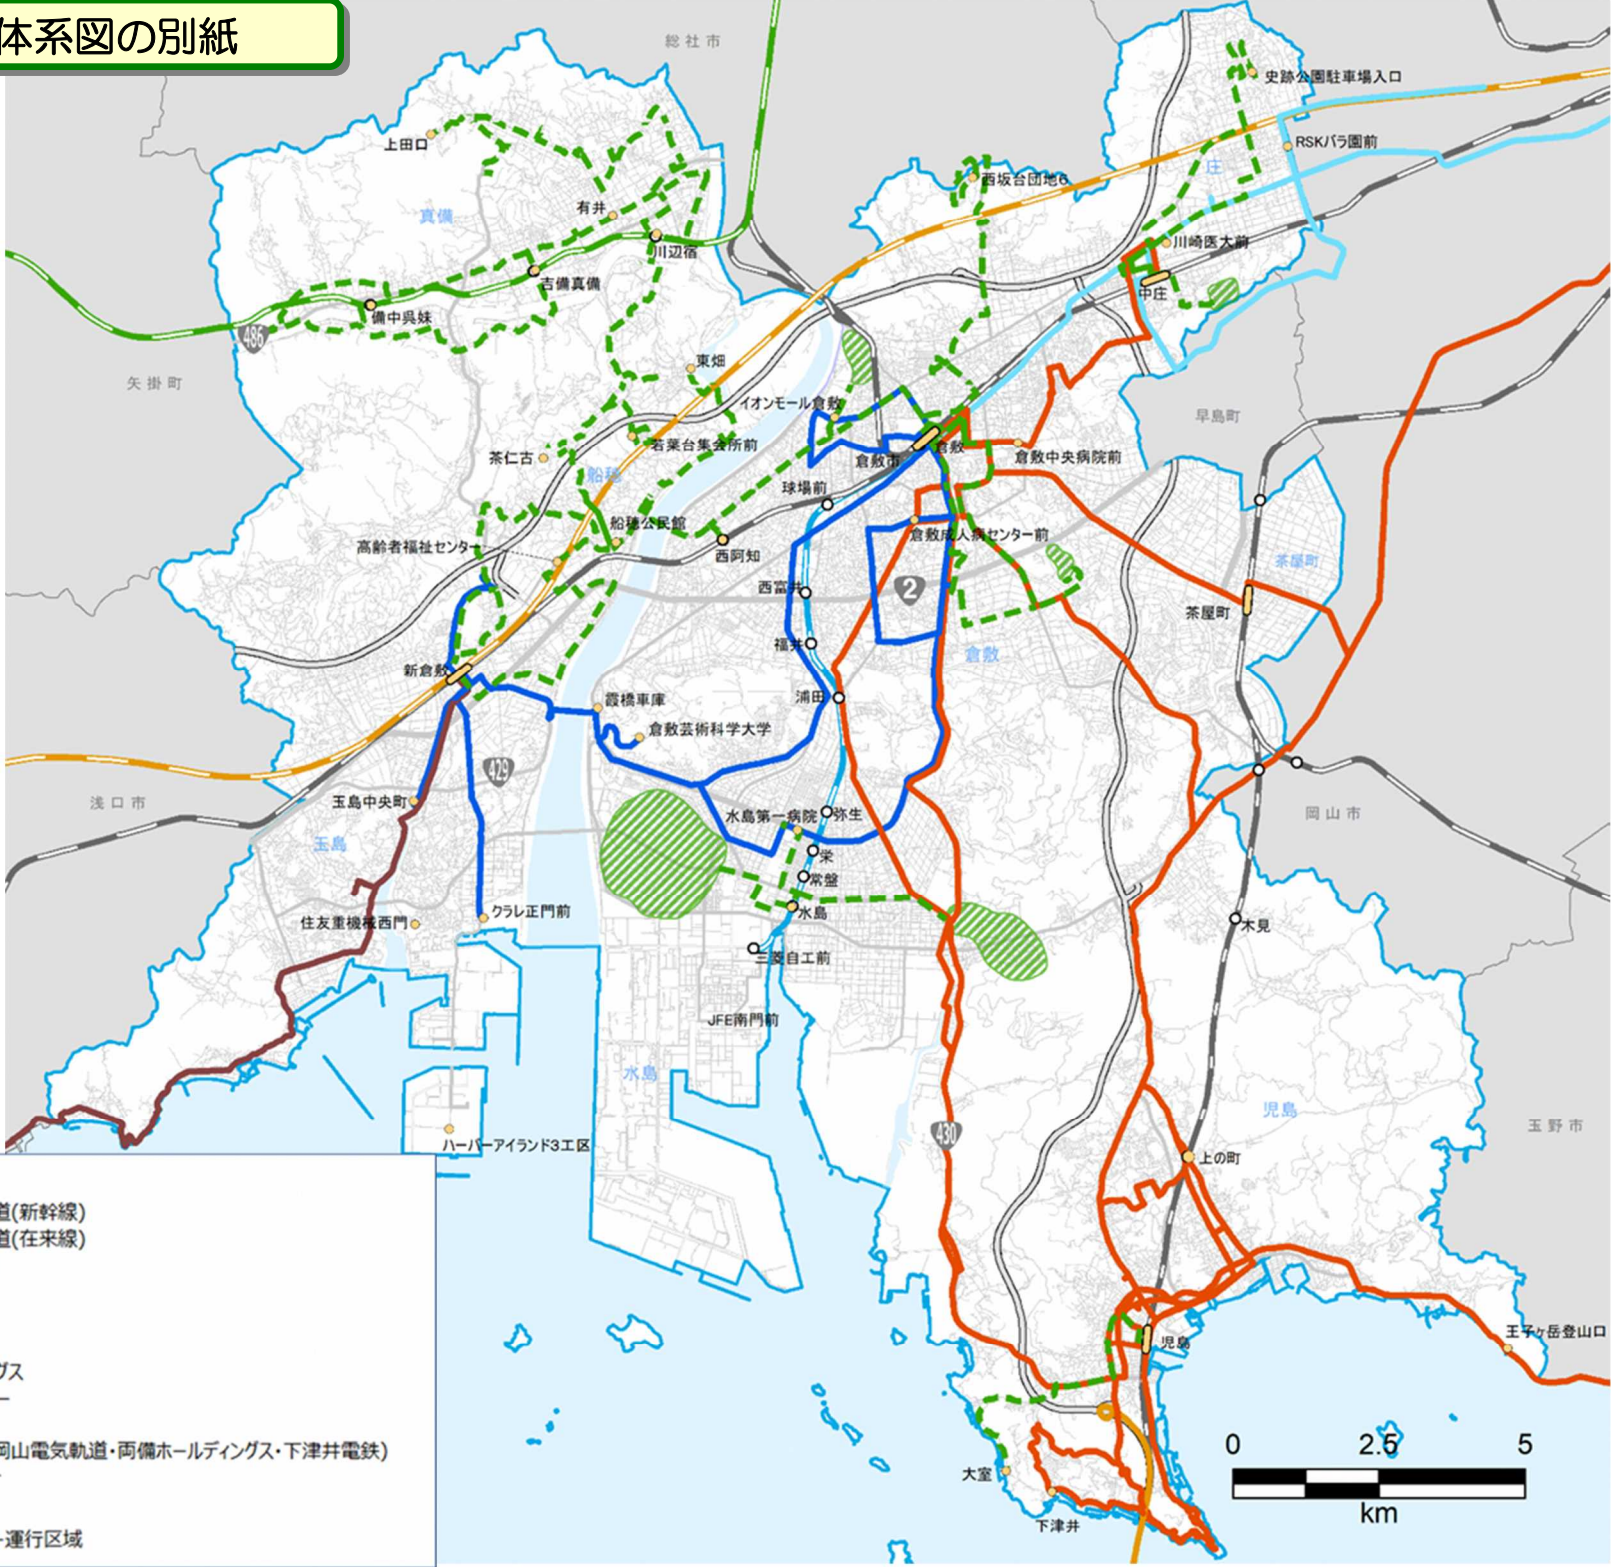 体系図の別紙
総社市
史跡公園駐車場入口
RSKバラ園前
上田口
西坂台団地6
庄
真備
有井
川辺宿
川崎医大前
吉備真備
中庄
備中呉妹
486
東畑
矢掛町
イオンモール倉敷
早島町
若葉台集会所前
倉敷市
倉敷
倉敷中央病院前
茶仁古
船穂
球場前
船穂公民館
高齢者福祉センター
西阿知
倉敷成人病センター前
茶屋町
西富井
2
茶屋町
福井
倉敷
新倉敷
霞橋車庫
浦田
倉敷芸術科学大学
429
玉島中央町
浅口市
水島第一病院
弥生
岡山市
玉島
栄
常盤
クラレ正門前
水島
住友重機械西門
木見
三菱自工前
JFE南門前
水島
児島
430
玉野市
ハーバーアイランド3工区
上の町
道(新幹線)
道(在来線)
児島
王子ヶ岳登山口
グス
ー
岡山電気軌道・両備ホールディングス・下津井電鉄)
大室
0 2.5 5
km
下津井
運行区域